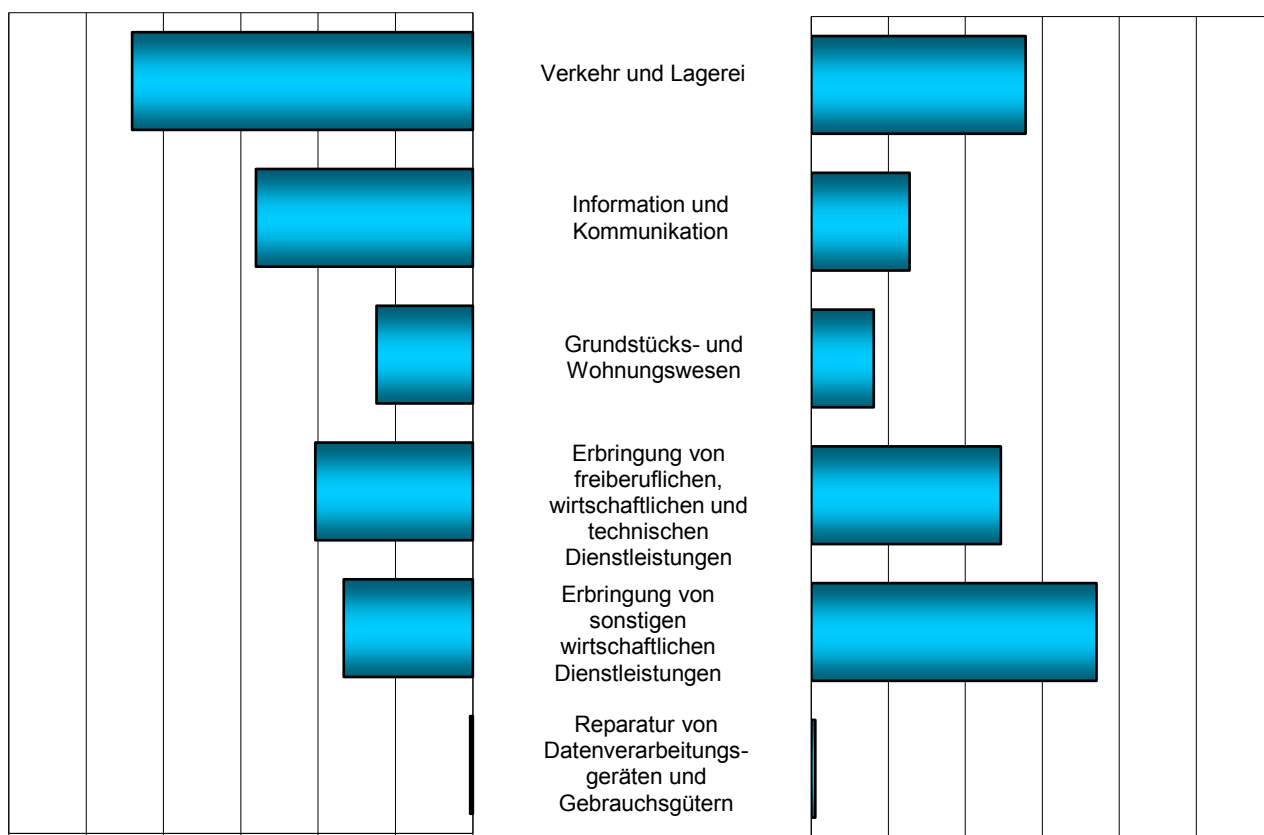 Verkehr und Lagerei
Information und
Kommunikation
Grundstücks- und
Wohnungswesen
Erbringung von
freiberuflichen,
wirtschaftlichen und
technischen
Dienstleistungen
Erbringung von
sonstigen
wirtschaftlichen
Dienstleistungen
Reparatur von
Datenverarbeitungs-
geräten und
Gebrauchsgütern